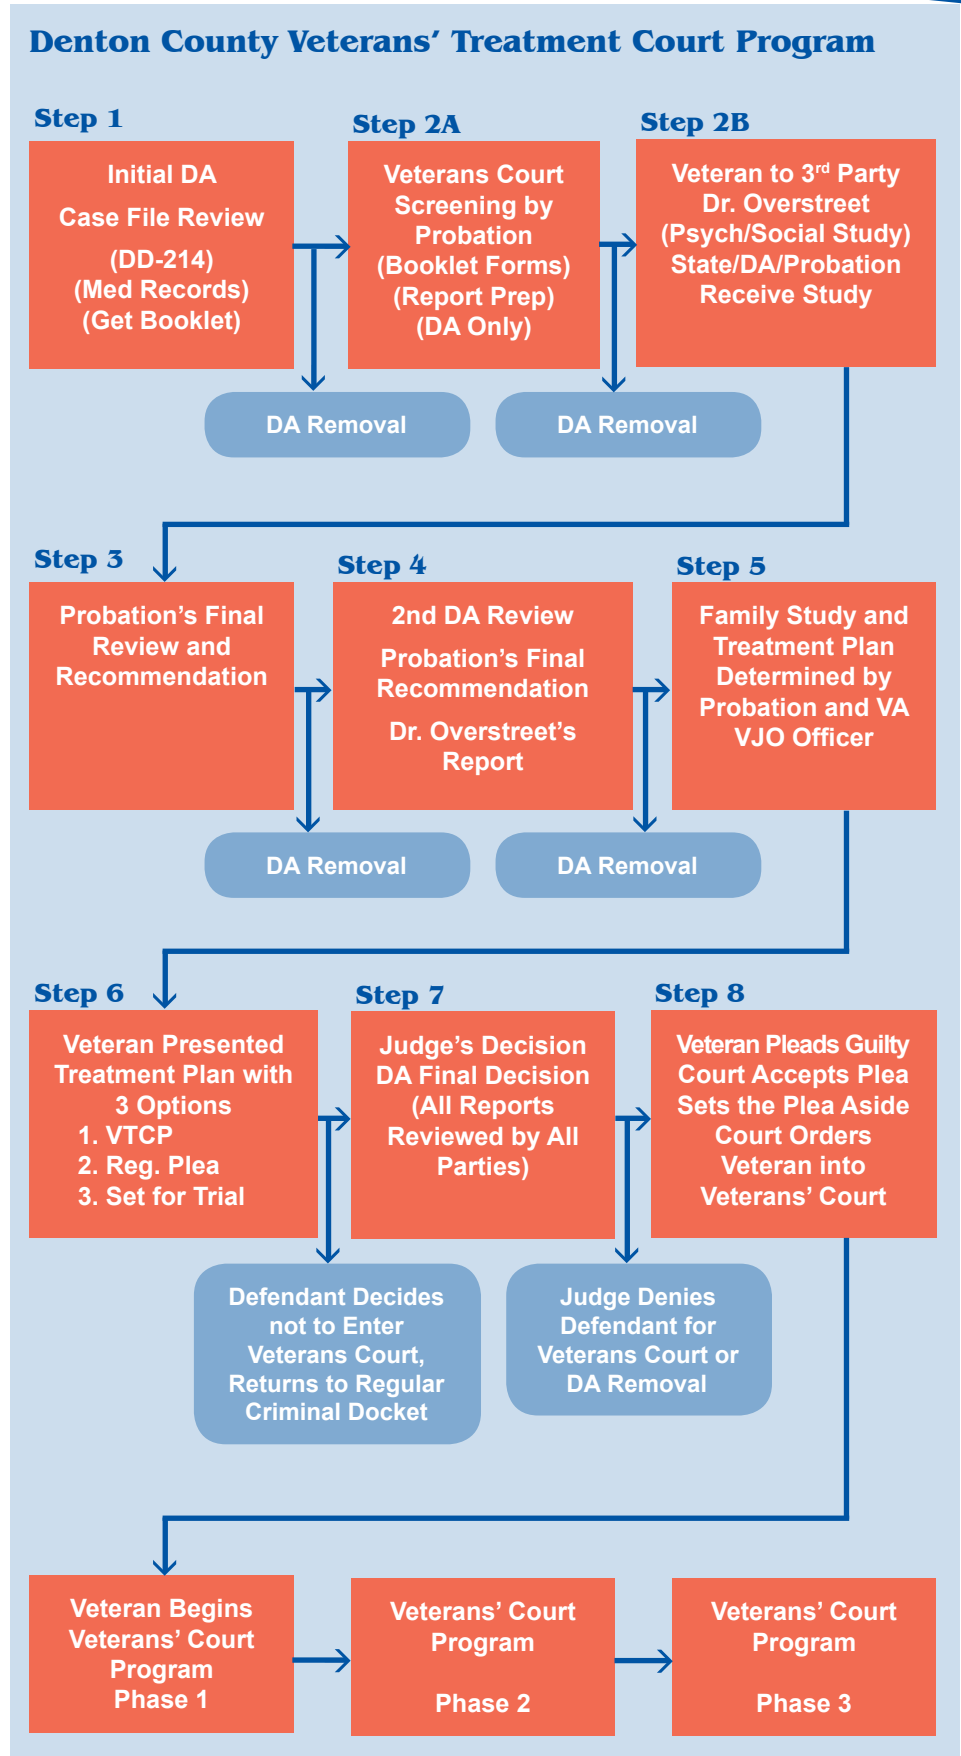 Denton County Veterans’ Treatment Court Program
Step 1
Initial DA
Case File Review
(DD-214)
(Med Records)
(Get Booklet)
Step 2A
Veterans Court
Screening by
Probation
(Booklet Forms)
(Report Prep)
(DA Only)
Step 2B
Veteran to 3rd Party
Dr. Overstreet
(Psych/Social Study)
State/DA/Probation
Receive Study
DA Removal
DA Removal
Step 3
Probation’s Final
Review and
Recommendation
Step 4
2nd DA Review
Probation’s Final
Recommendation
Dr. Overstreet’s
Report
Step 5
Family Study and
Treatment Plan
Determined by
Probation and VA
VJO Officer
DA Removal
DA Removal
Step 6
Veteran Presented
Treatment Plan with
3 Options
1. VTCP
2. Reg. Plea
3. Set for Trial
Step 7
Judge’s Decision
DA Final Decision
(All Reports
Reviewed by All
Parties)
Step 8
Veteran Pleads Guilty
Court Accepts Plea
Sets the Plea Aside
Court Orders
Veteran into
Veterans’ Court
Defendant Decides
not to Enter
Veterans Court,
Returns to Regular
Criminal Docket
Judge Denies
Defendant for
Veterans Court or
DA Removal
Veteran Begins
Veterans’ Court
Program
Phase 1
Veterans’ Court
Program
Phase 2
Veterans’ Court
Program
Phase 3